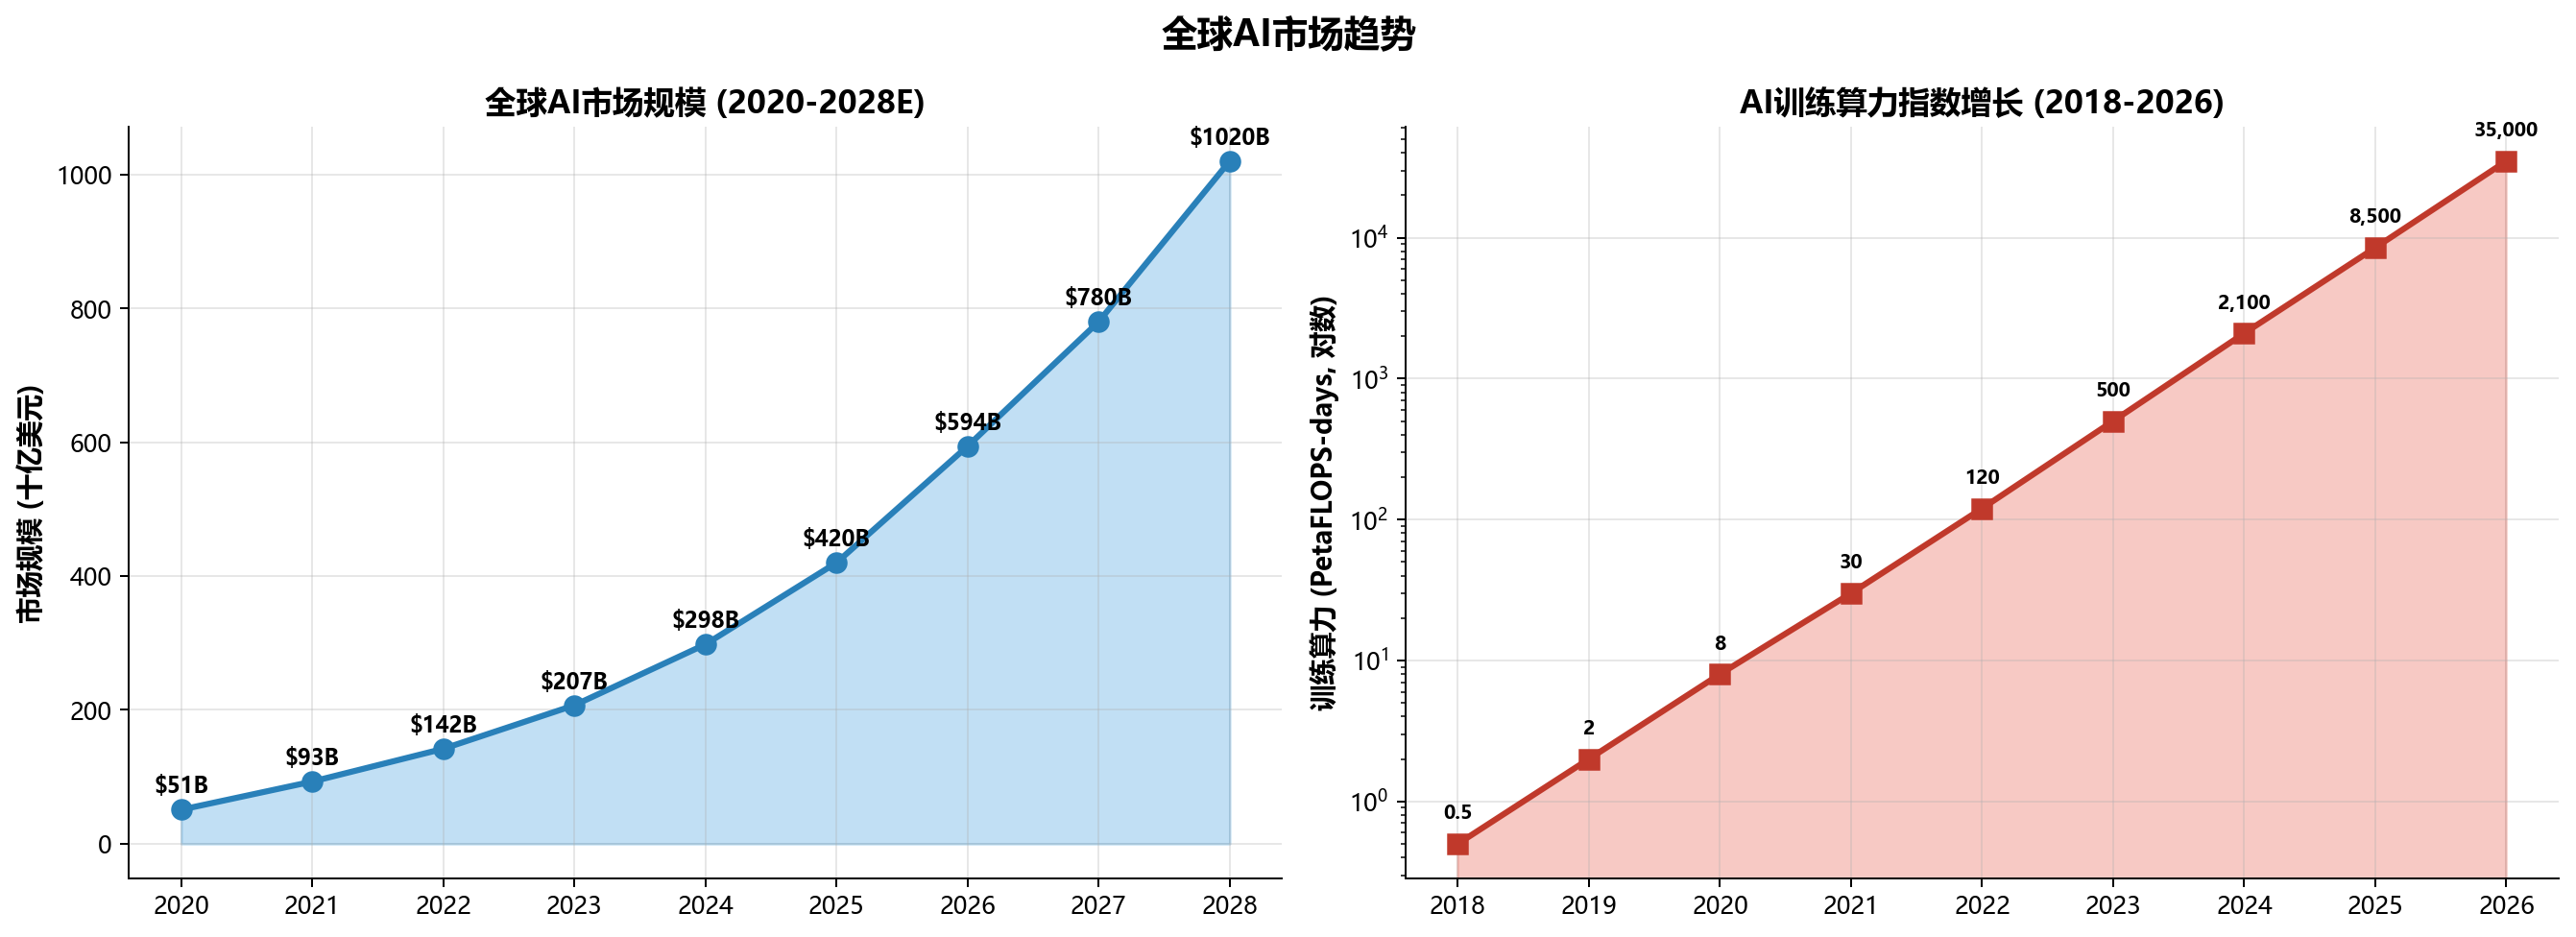 全球AI市场趋势
全球AI市场规模 (2020-2028E)
市场规模 (十亿美元)
1000
800
600
400
200
0
$51B
$93B
$142B
$207B
$298B
$420B
$594B
$780B
$1020B
2020 2021 2022 2023 2024 2025 2026 2027 2028
AI训练算力指数增长 (2018-2026)
训练算力 (PetaFLOPS-days, 对数)
10⁴
10³
10²
10¹
10⁰
0.5
2
8
30
120
500
2,100
8,500
35,000
2018 2019 2020 2021 2022 2023 2024 2025 2026